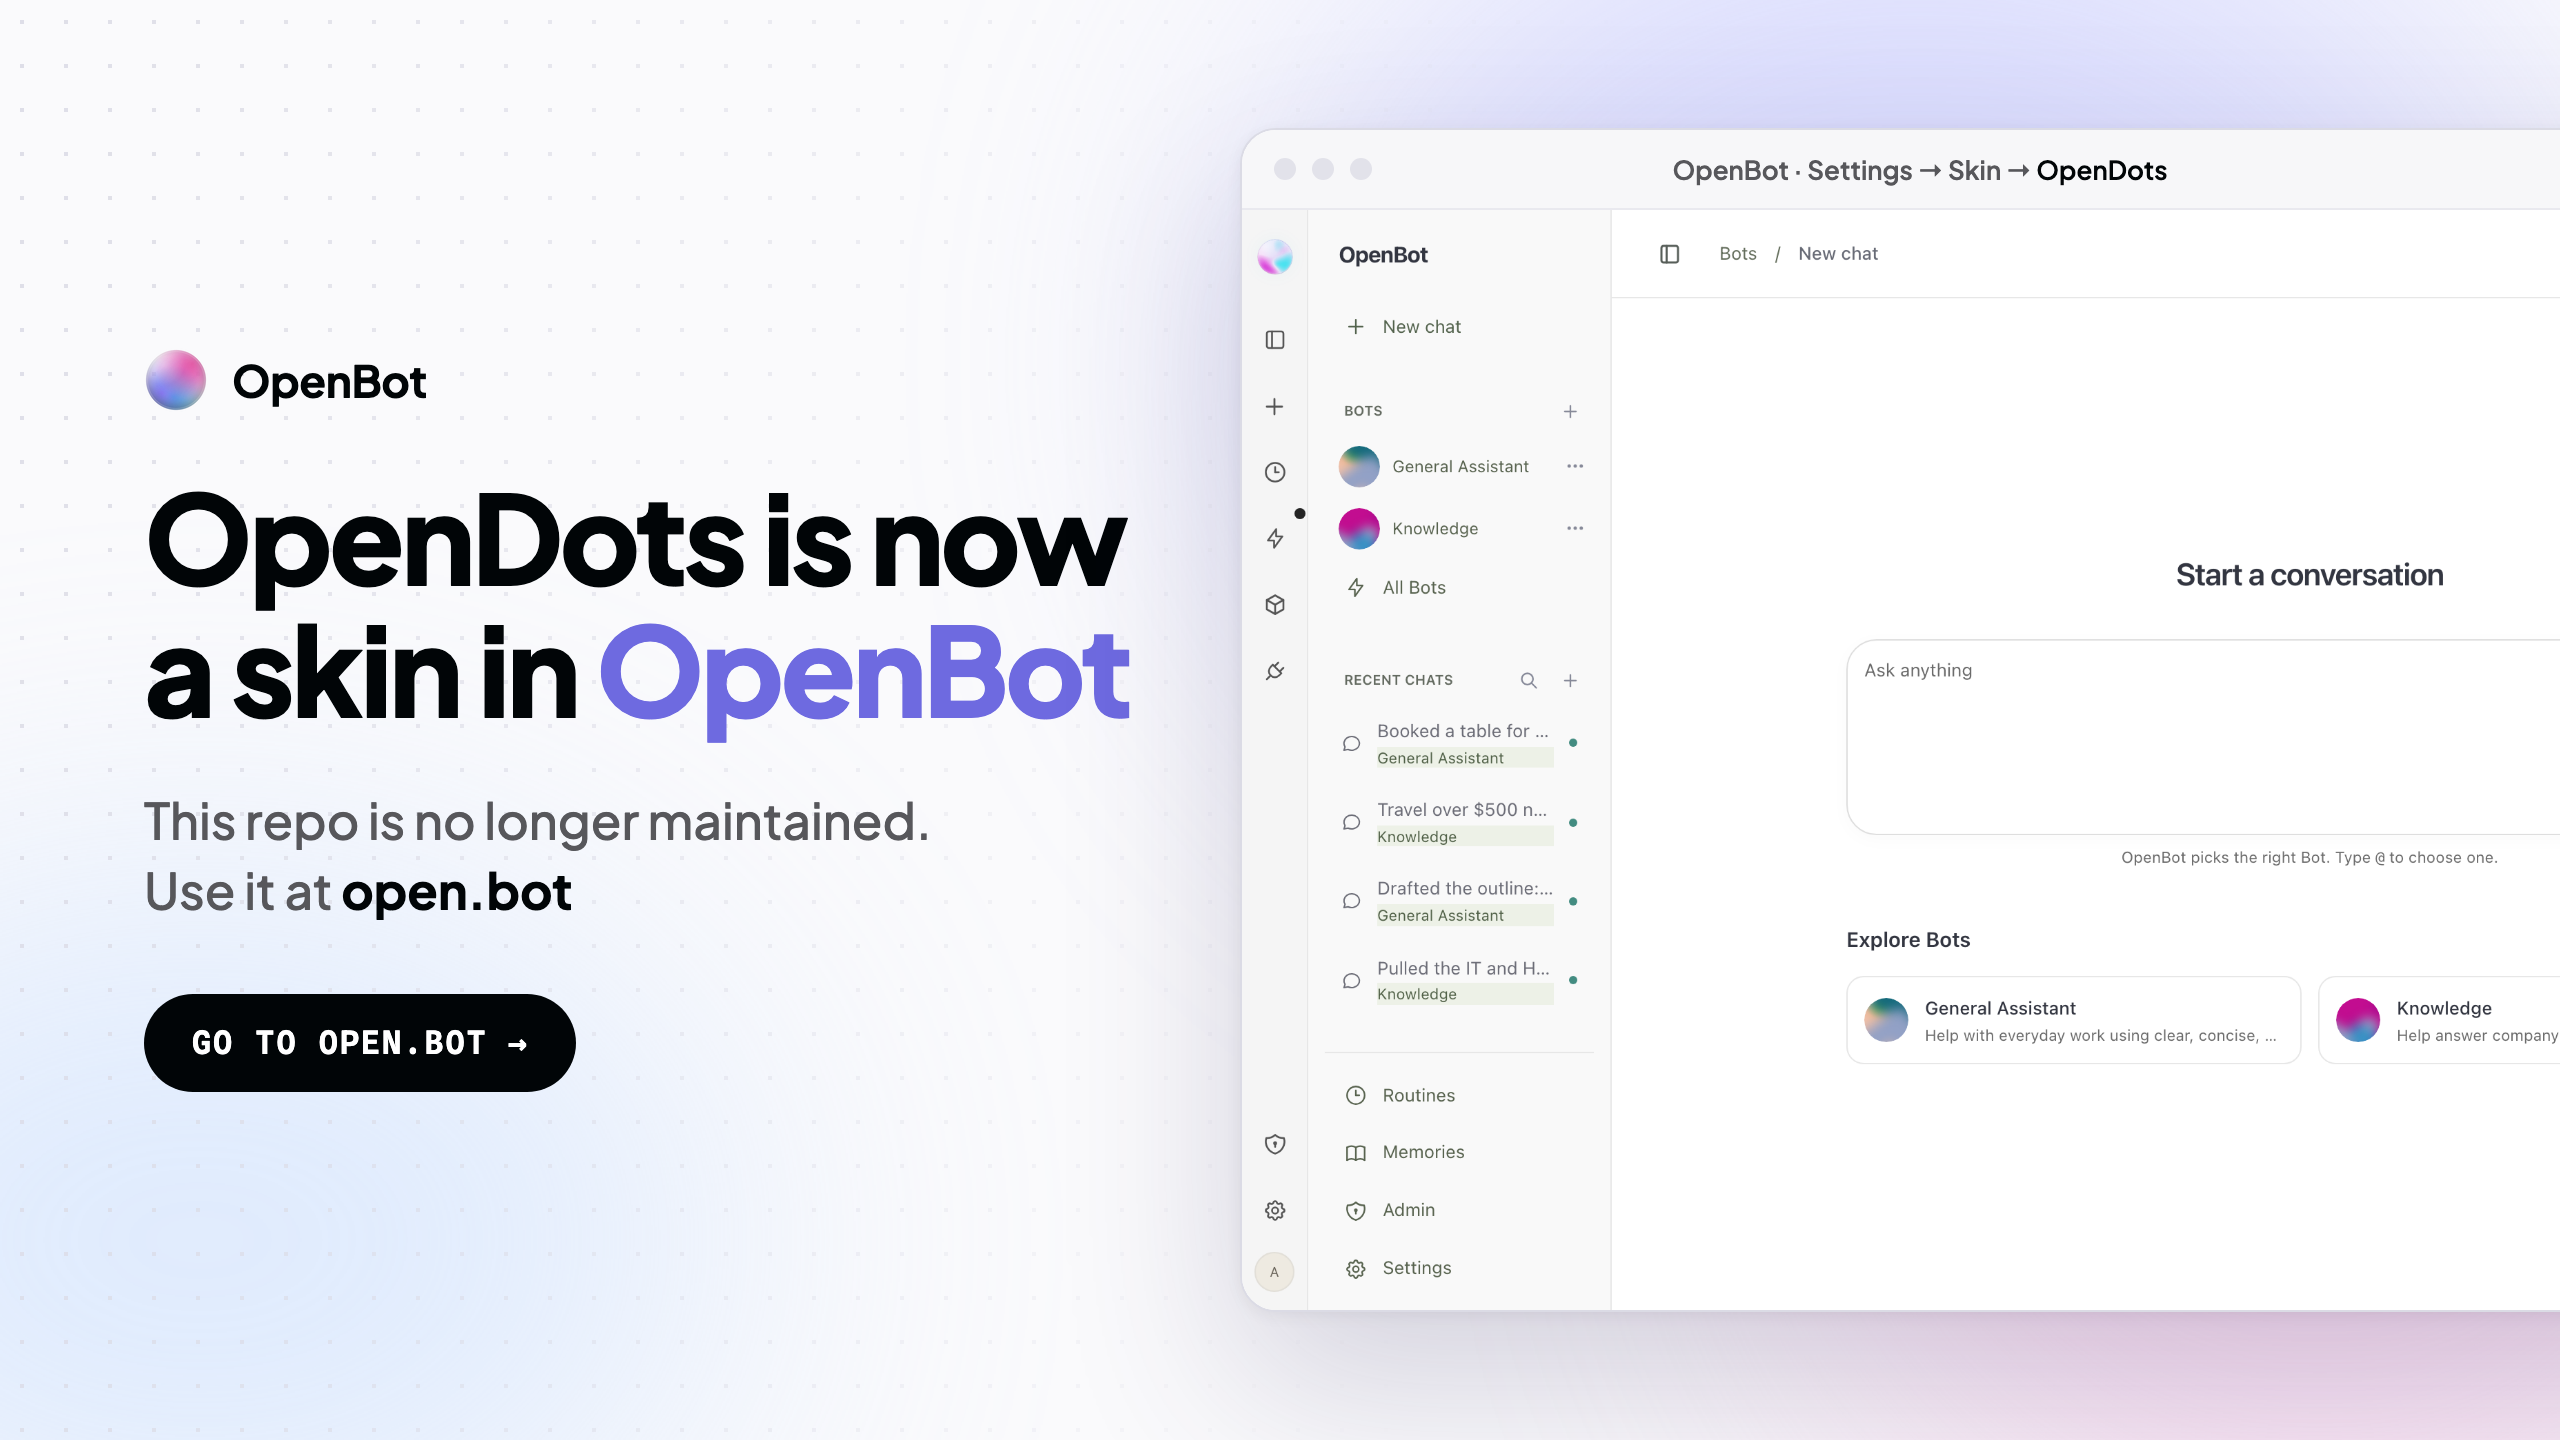 OpenBot
OpenDots is now
a skin in OpenBot
This repo is no longer maintained.
Use it at open.bot
GO TO OPEN.BOT →
OpenBot · Settings → Skin → OpenDots
OpenBot
New chat
BOTS
General Assistant
Knowledge
All Bots
RECENT CHATS
Booked a table for ...
General Assistant
Travel over $500 n...
Knowledge
Drafted the outline:...
General Assistant
Pulled the IT and H...
Knowledge
Routines
Memories
Admin
Settings
A
Bots / New chat
Start a conversation
Ask anything
OpenBot picks the right Bot. Type @ to choose one.
Explore Bots
General Assistant
Help with everyday work using clear, concise, ...
Knowledge
Help answer company